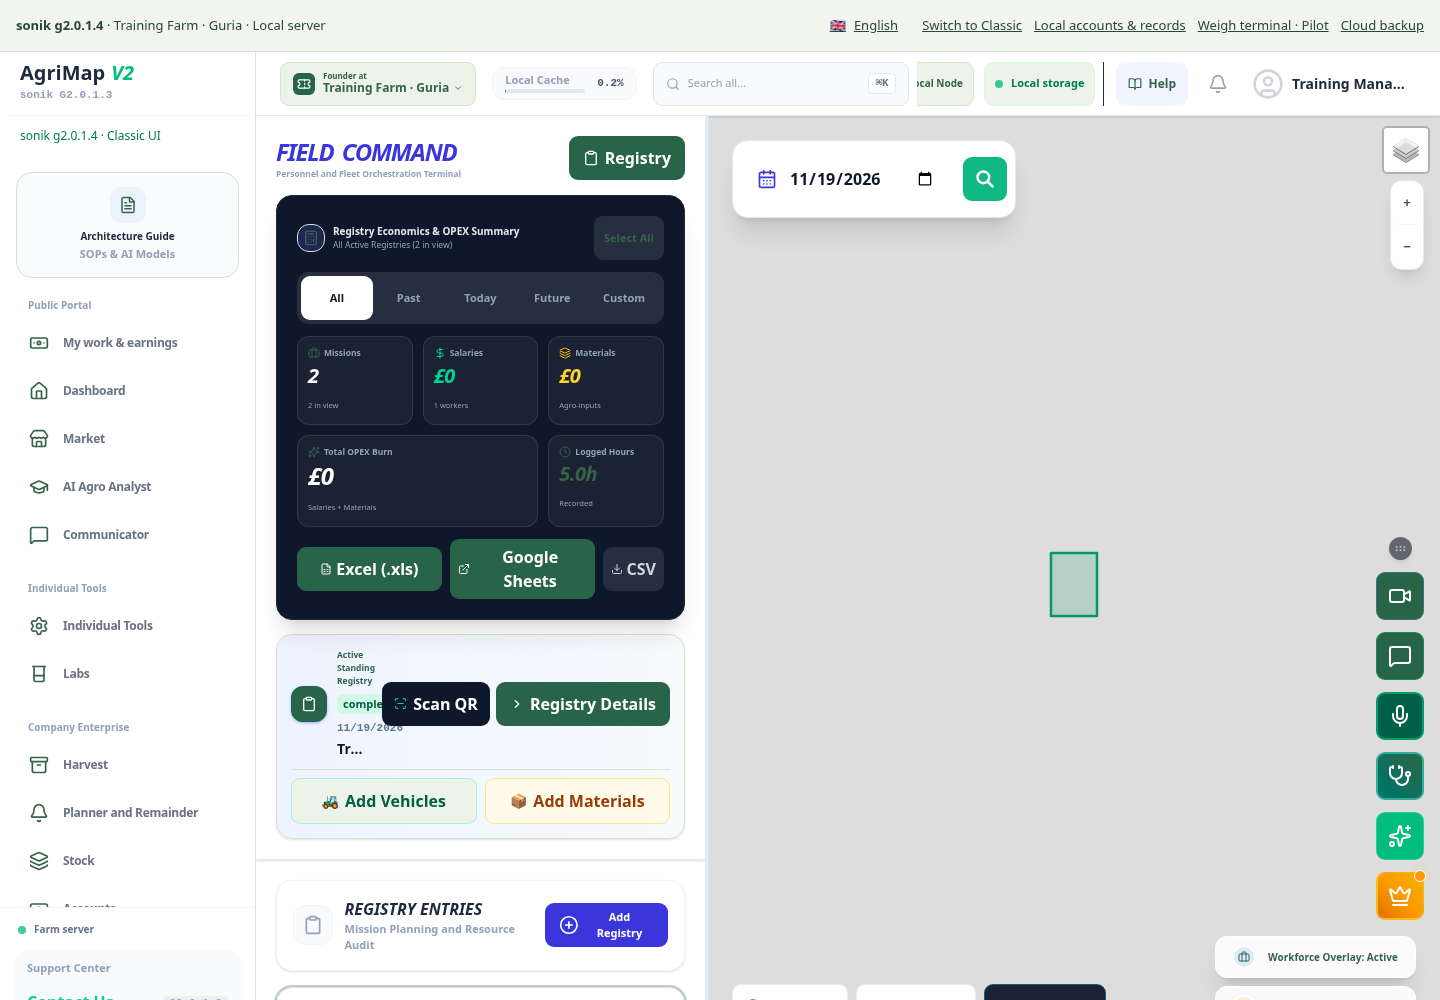 sonik g2.0.1.4 · Training Farm · Guria · Local server
🇬🇧 English Switch to Classic Local accounts & records Weigh terminal · Pilot Cloud backup
AgriMap V2
sonik G2.0.1.3
sonik g2.0.1.4 · Classic UI
Architecture Guide
SOPs & AI Models
Public Portal
My work & earnings
Dashboard
Market
AI Agro Analyst
Communicator
Individual Tools
Individual Tools
Labs
Company Enterprise
Harvest
Planner and Remainder
Stock
Farm server
Support Center
Contact Us
Founder at
Training Farm · Guria
Local Cache 0.2%
Search all... ⌘K
ocal Node
Local storage
Help
Training Mana...
FIELD COMMAND
Personnel and Fleet Orchestration Terminal
Registry
Registry Economics & OPEX Summary
All Active Registries (2 in view)
Select All
All Past Today Future Custom
Missions
2
2 in view
Salaries
£0
1 workers
Materials
£0
Agro-inputs
Total OPEX Burn
£0
Salaries + Materials
Logged Hours
5.0h
Recorded
Excel (.xls)
Google
Sheets
CSV
Active
Standing
Registry
comple
11/19/2026
Tr...
Scan QR
Registry Details
Add Vehicles
Add Materials
REGISTRY ENTRIES
Mission Planning and Resource
Audit
Add
Registry
11/19/2026
+
−
Workforce Overlay: Active